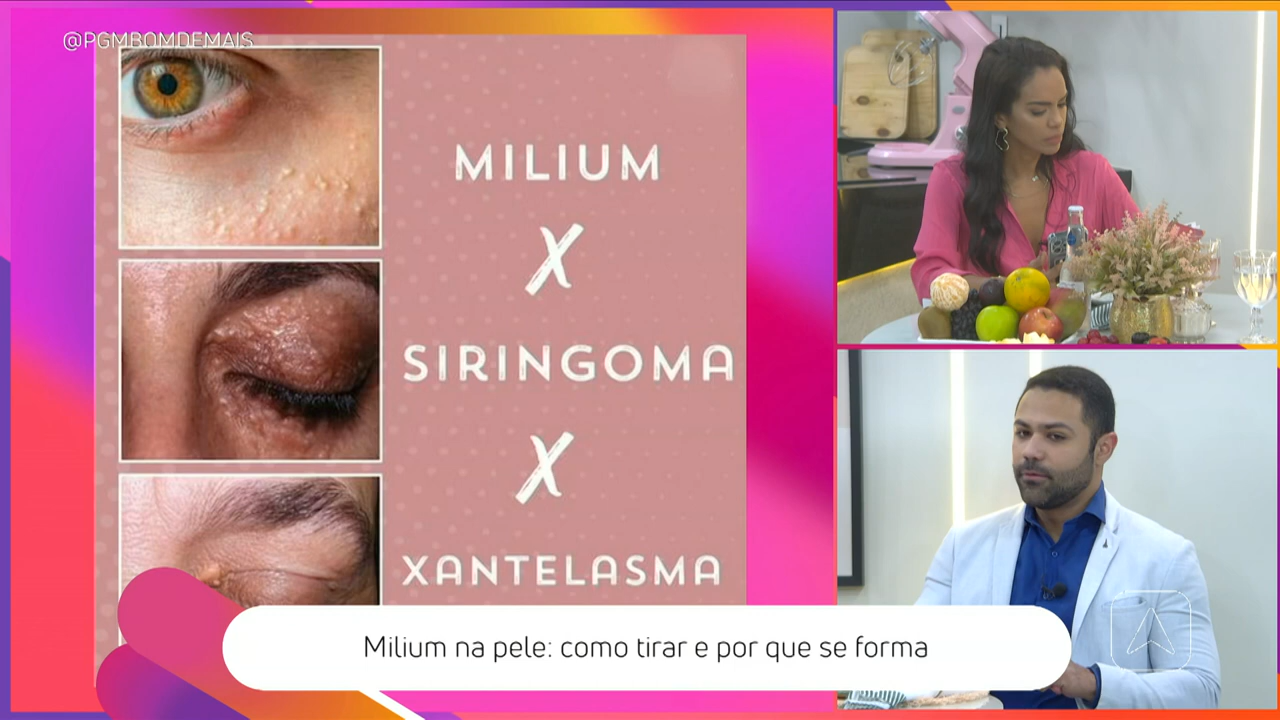 @PGMBOMDEMAIS
MILIUM
X
SIRINGOMA
X
XANTELASMA
Milium na pele: como tirar e por que se forma